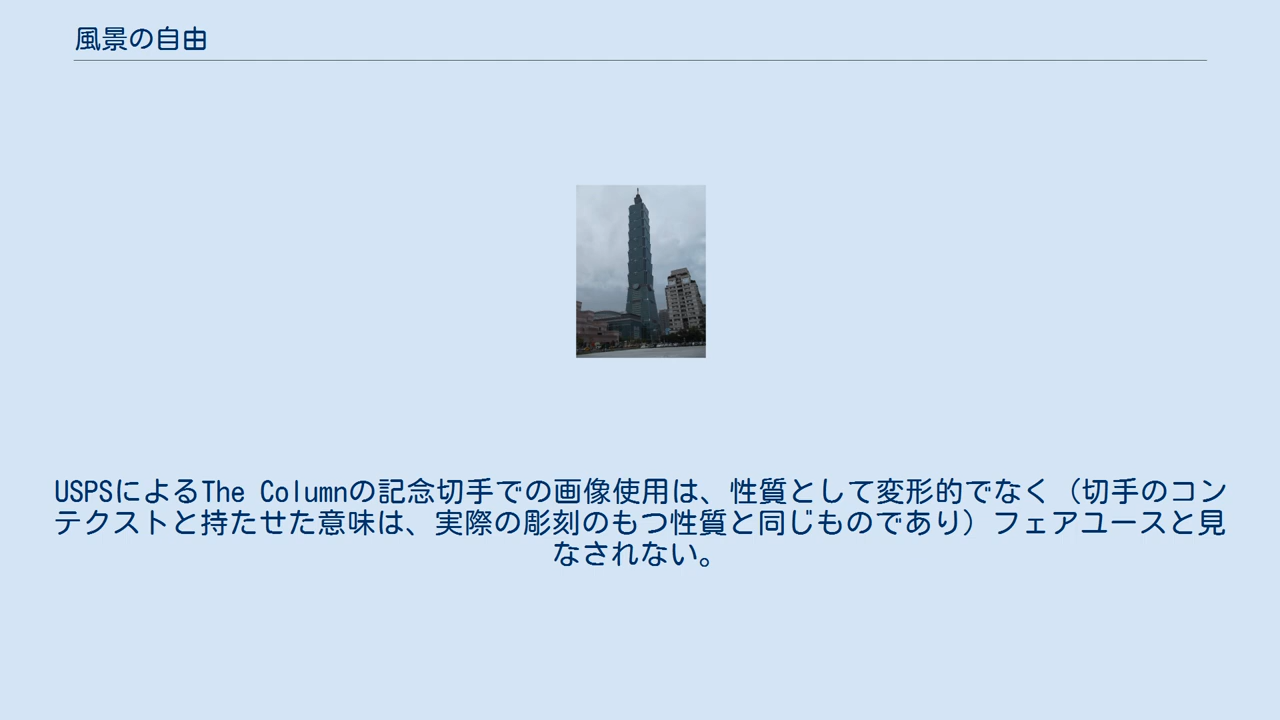 風景の自由
USPSによるThe Columnの記念切手での画像使用は、性質として変形的でなく（切手のコン
テクストと持たせた意味は、実際の彫刻のもつ性質と同じものであり）フェアユースと見
なされない。